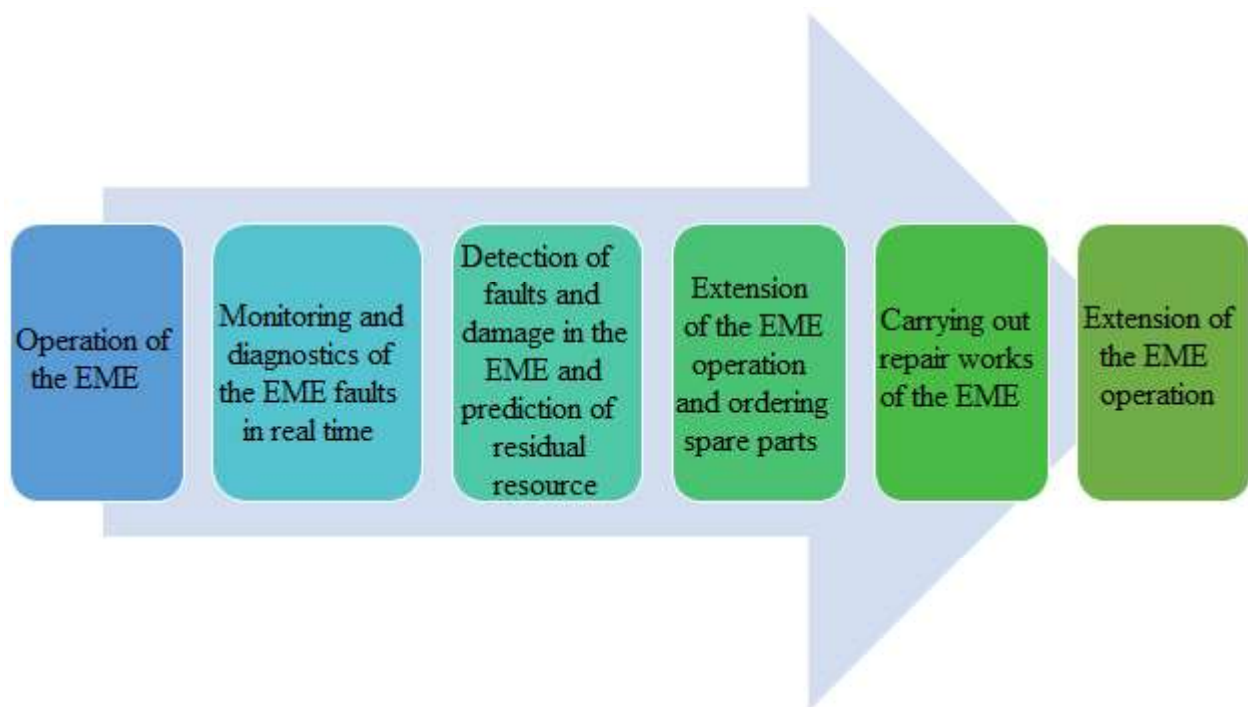 Operation of
the EME
Monitoring and
diagnostics of
the EME faults
in real time
Detection of
faults and
damage in the
EME and
prediction of
residual
resource
Extension
of the EME
operation
and ordering
spare parts
Carrying out
repair works
of the EME
Extension of
the EME
operation